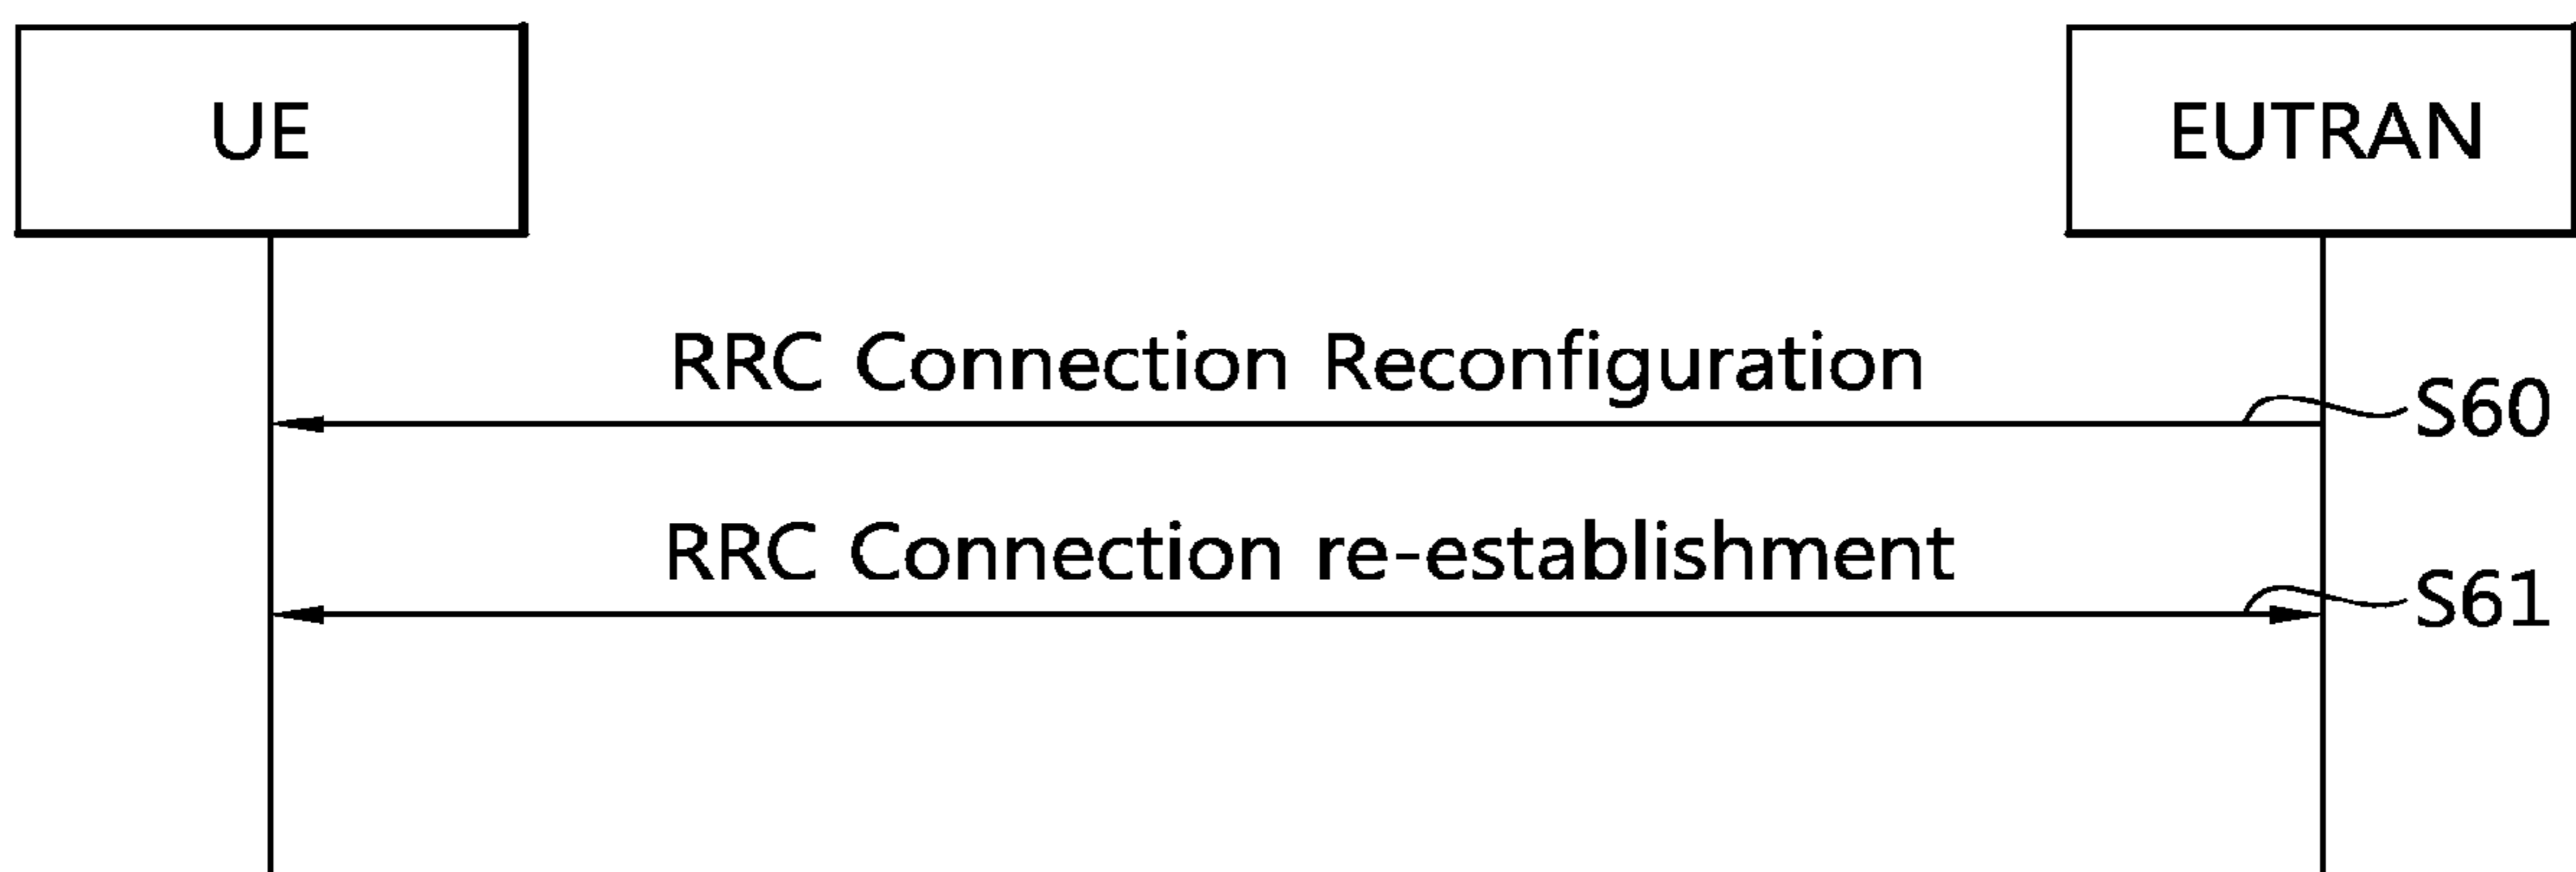 UE
EUTRAN
RRC Connection Reconfiguration
S60
RRC Connection re-establishment
S61